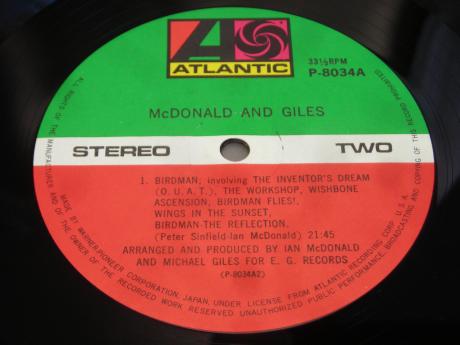 ATLANTIC
33⅓RPM
P-8034A
McDONALD AND GILES
STEREO TWO
1. BIRDMAN; involving THE INVENTOR'S DREAM
(O.U.A.T.), THE WORKSHOP, WISHBONE
ASCENSION, BIRDMAN FLIES!,
WINGS IN THE SUNSET,
BIRDMAN-THE REFLECTION.
(Peter Sinfield-Ian McDonald) 21:45
ARRANGED AND PRODUCED BY IAN McDONALD
AND MICHAEL GILES FOR E. G. RECORDS
(P-8034A2)
MADE BY WARNER-PIONEER CORPORATION, JAPAN, UNDER LICENSE FROM ATLANTIC RECORDING CORP. U.S.A.
ALL RIGHTS OF THE MANUFACTURER AND OF THE OWNER OF THE RECORDED WORK RESERVED UNAUTHORIZED PUBLIC PERFORMANCE, BROADCASTING AND COPYING OF THIS RECORD PROHIBITED